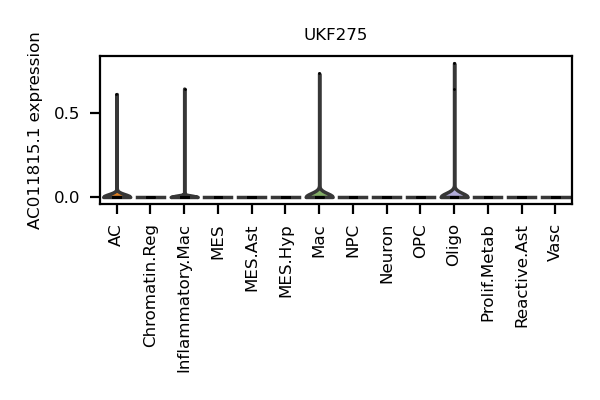 UKF275
AC011815.1 expression
0.5
0.0
AC
Chromatin.Reg
Inflammatory.Mac
MES
MES.Ast
MES.Hyp
Mac
NPC
Neuron
OPC
Oligo
Prolif.Metab
Reactive.Ast
Vasc